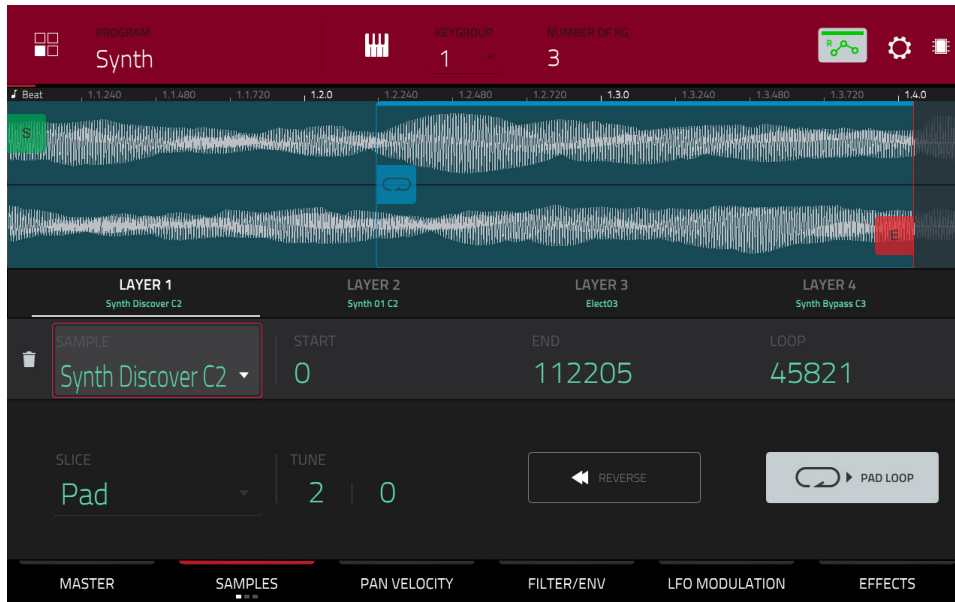 PROGRAM KEYGROUP NUMBER OF KG
Synth 1 3 R
Beat 1.1.240 1.1.480 1.1.720 1.2.0 1.2.240 1.2.480 1.2.720 1.3.0 1.3.240 1.3.480 1.3.720 1.4.0
S
E
LAYER 1 LAYER 2 LAYER 3 LAYER 4
Synth Discover C2 Synth 01 C2 Elect03 Synth Bypass C3
SAMPLE START END LOOP
Synth Discover C2 0 112205 45821
SLICE TUNE
Pad 2 0 REVERSE PAD LOOP
MASTER SAMPLES PAN VELOCITY FILTER/ENV LFO MODULATION EFFECTS